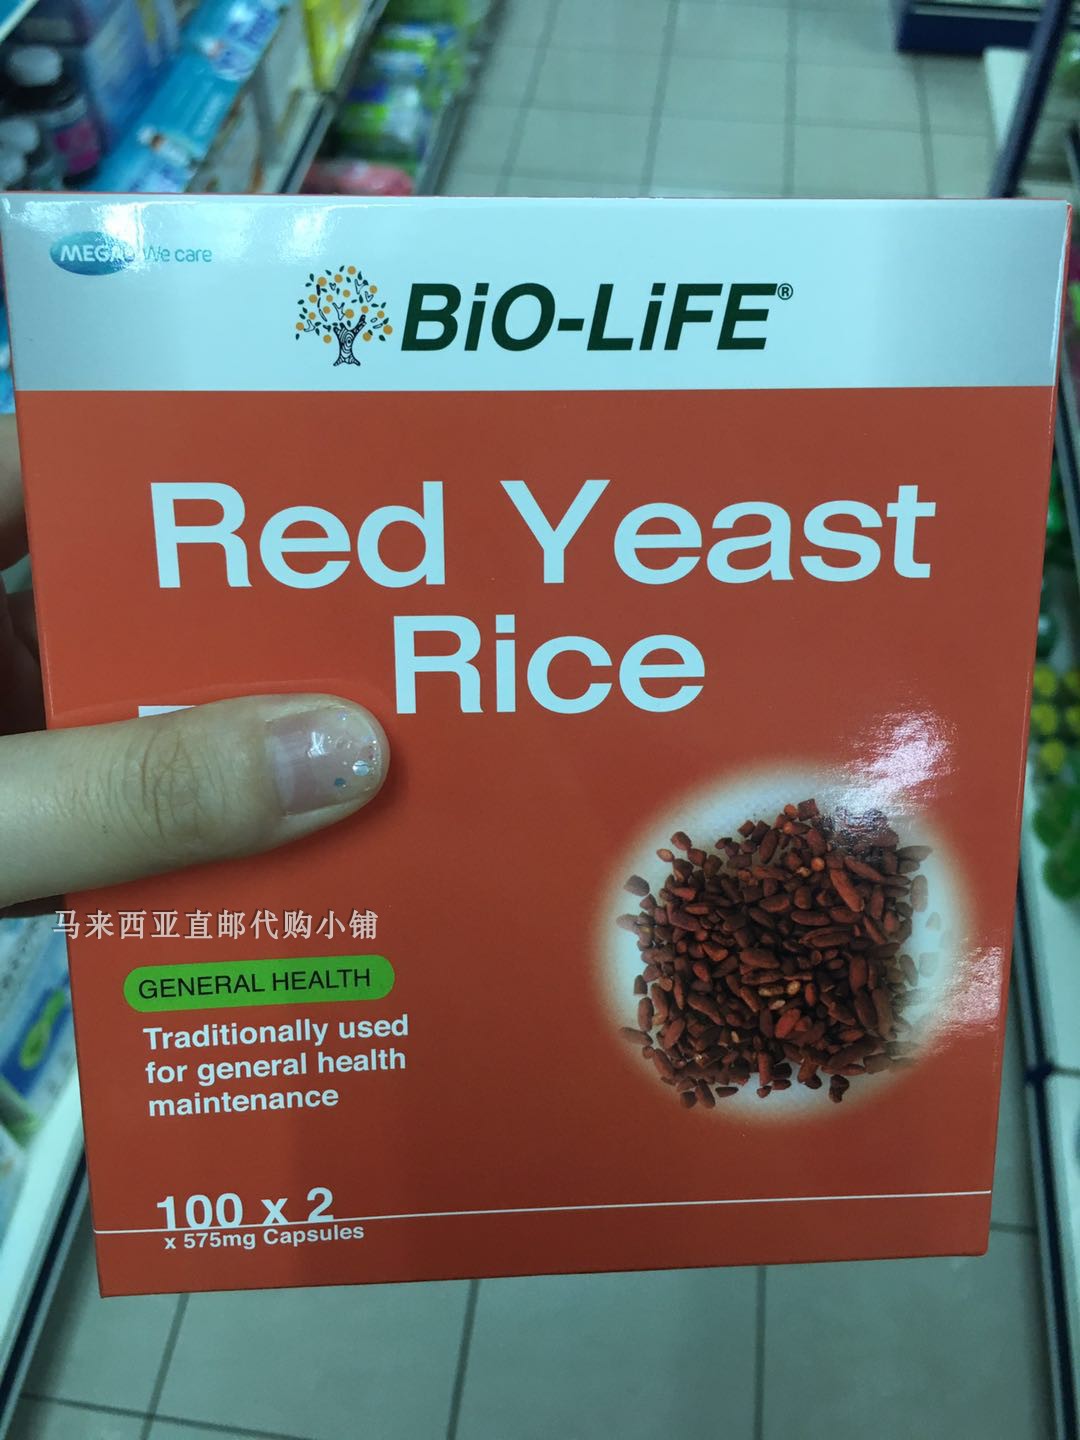 MEGA We care
BiO-LiFE®
Red Yeast
Rice
马来西亚直邮代购小铺
GENERAL HEALTH
Traditionally used
for general health
maintenance
100 x 2
x 575mg Capsules